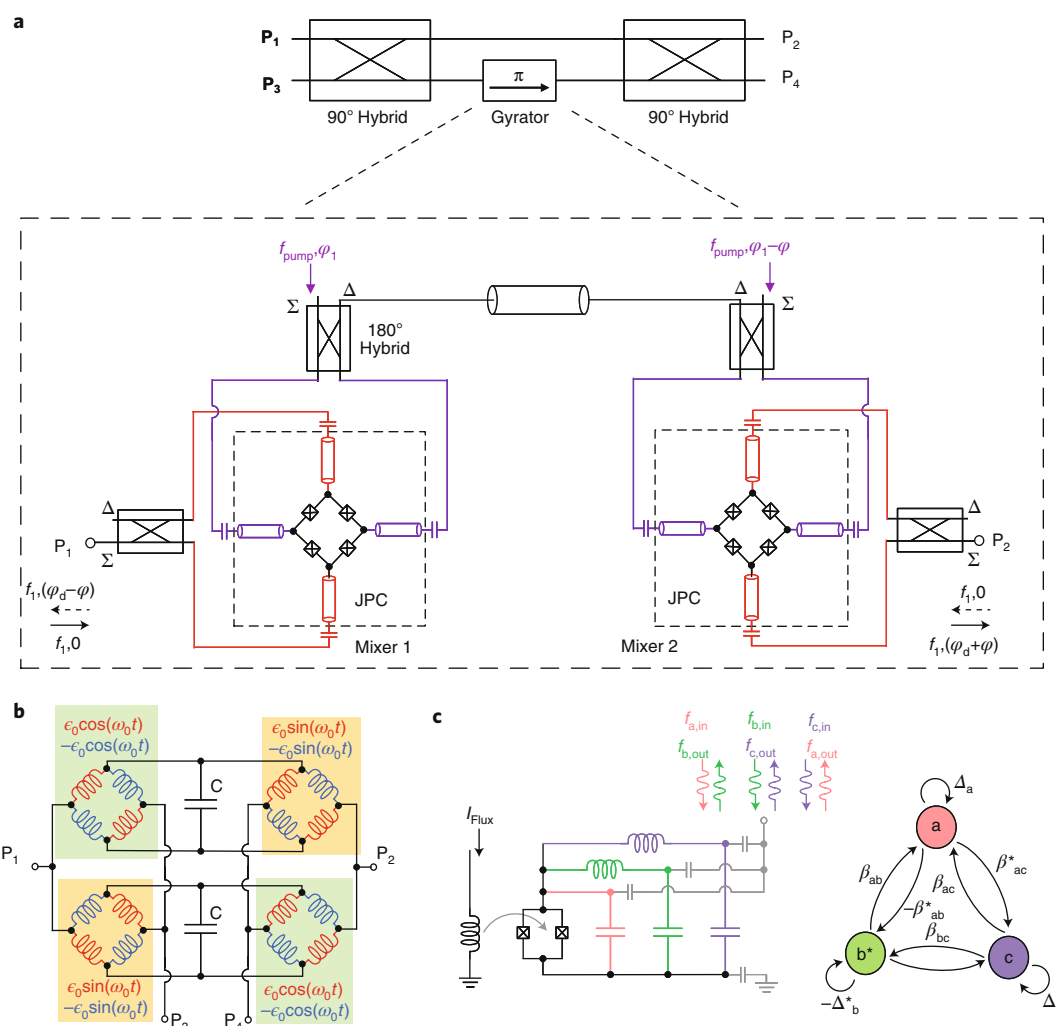 a
P1
P3
π
P2
P4
90° Hybrid
Gyrator
90° Hybrid
fpump,φ1
fpump,φ1–φ
Σ
Δ
Δ
Σ
180°
Hybrid
Δ
P1
Σ
Δ
P2
Σ
JPC
JPC
Mixer 1
Mixer 2
f1,(φd–φ)
f1,0
f1,0
f1,(φd+φ)
b
ϵ0cos(ω0t)
–ϵ0cos(ω0t)
ϵ0sin(ω0t)
–ϵ0sin(ω0t)
C
P1
P2
C
ϵ0sin(ω0t)
–ϵ0sin(ω0t)
ϵ0cos(ω0t)
–ϵ0cos(ω0t)
c
fa,in
fb,out
fb,in
fc,out
fc,in
fa,out
IFlux
Δa
a
βab
–β*ab
βac
β*ac
βbc
b*
c
–Δ*b
Δ